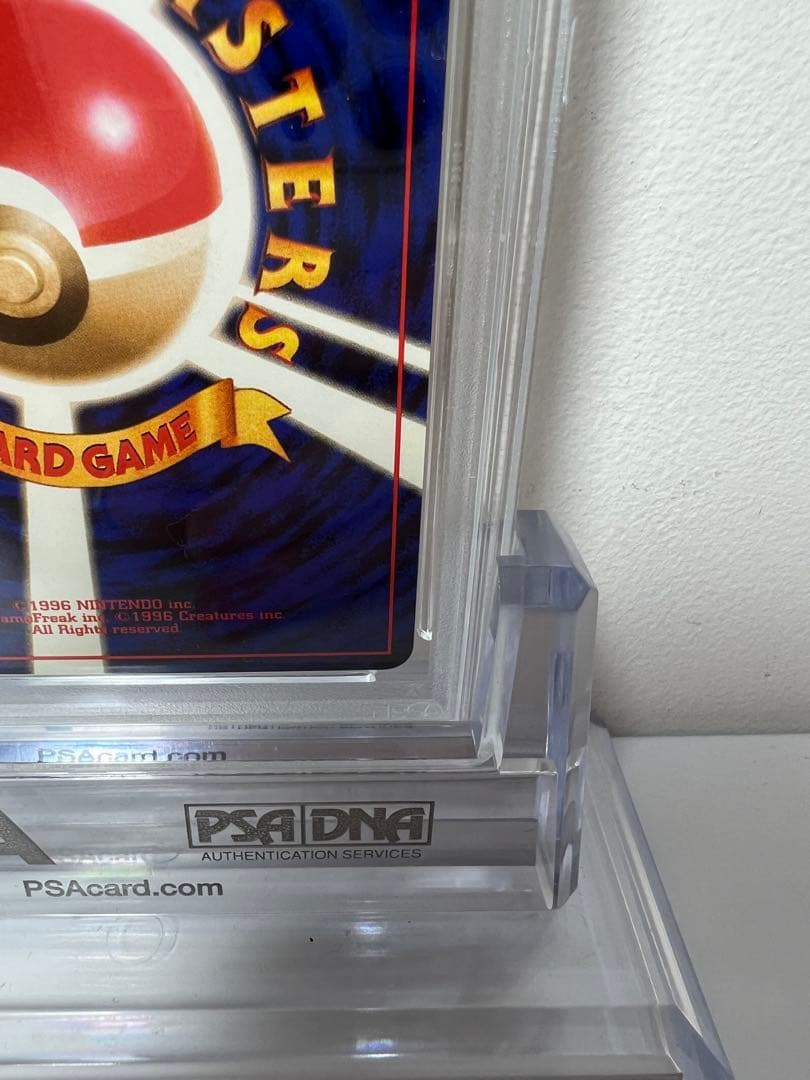 STERS
ARD GAME
©1996 NINTENDO inc.
ameFreak inc. ©1996 Creatures inc.
All Rights reserved.
PSAcard.com
PSA DNA
AUTHENTICATION SERVICES
PSAcard.com